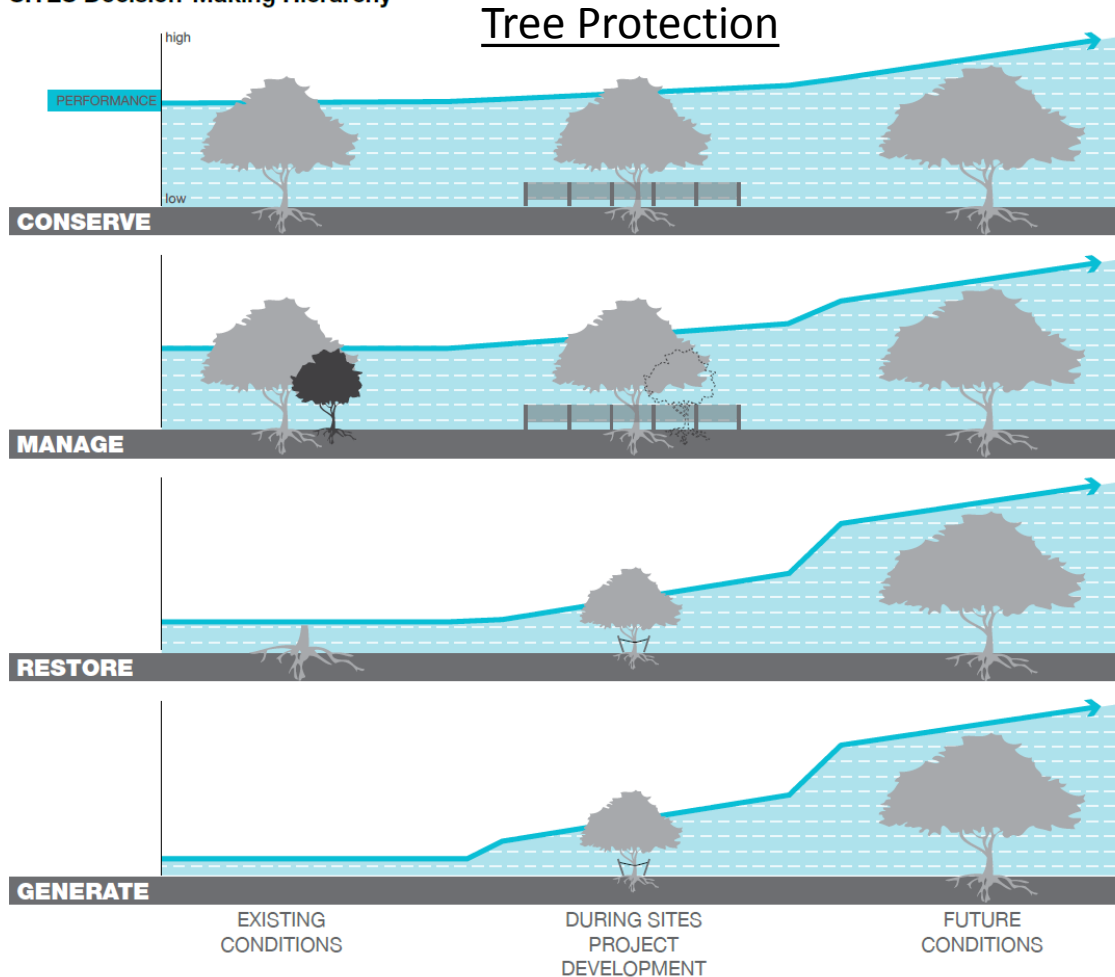 Tree Protection
high
PERFORMANCE
low
CONSERVE
MANAGE
RESTORE
GENERATE
EXISTING
CONDITIONS
DURING SITES
PROJECT
DEVELOPMENT
FUTURE
CONDITIONS